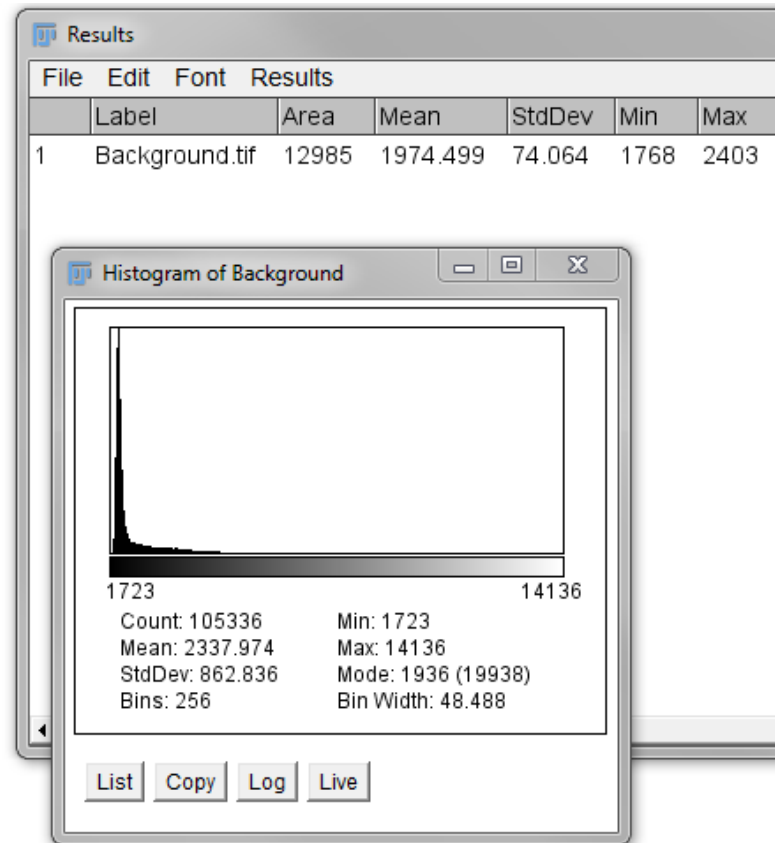 Results
File Edit Font Results
Label Area Mean StdDev Min Max
1 Background.tif 12985 1974.499 74.064 1768 2403
Histogram of Background
1723 14136
Count: 105336 Min: 1723
Mean: 2337.974 Max: 14136
StdDev: 862.836 Mode: 1936 (19938)
Bins: 256 Bin Width: 48.488
List Copy Log Live